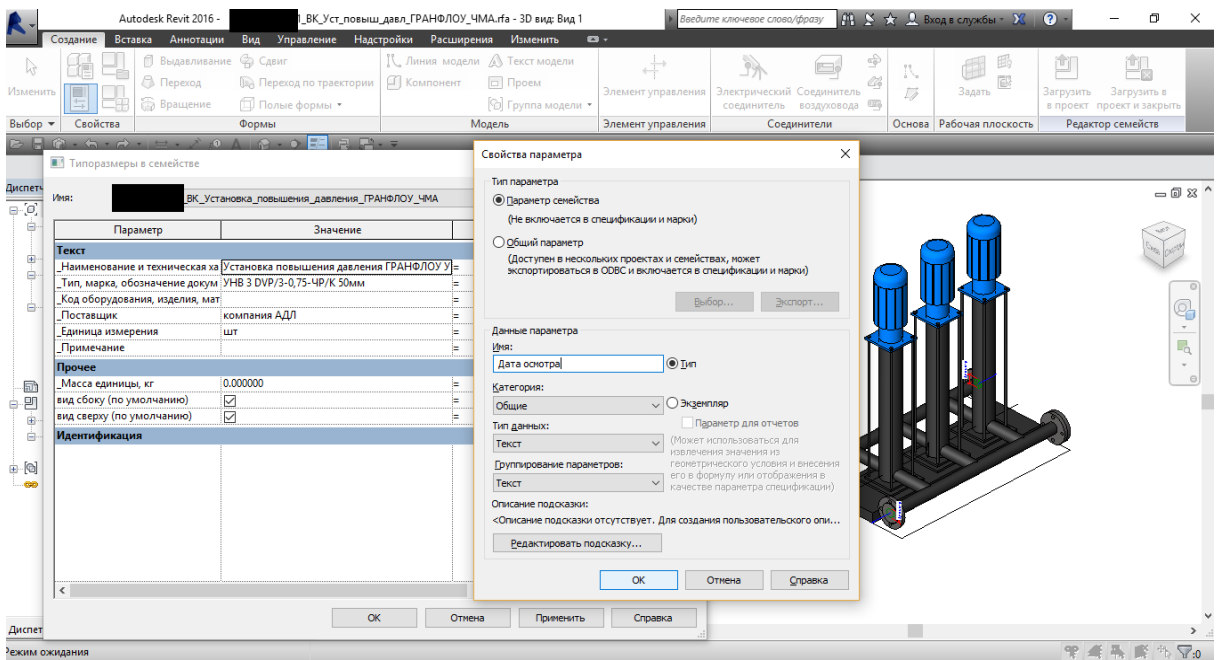 Autodesk Revit 2016 - 1_ВК_Уст_повыш_давл_ГРАНФЛОУ_ЧМА.rfa - 3D вид: Вид 1
Введите ключевое слово/фразу
Вход в службы
Создание Вставка Аннотации Вид Управление Надстройки Расширения Изменить
Изменить
Выдавливание
Сдвиг
Переход
Переход по траектории
Вращение
Полые формы
Линия модели
Текст модели
Компонент
Проем
Группа модели
Элемент управления
Электрический соединитель
Соединитель воздуховода
Задать
Загрузить в проект
Загрузить в проект и закрыть
Выбор Свойства Формы Модель Элемент управления Соединители Основа Рабочая плоскость Редактор семейств
Диспетч
Типоразмеры в семействе
Имя: _ВК_Установка_повышения_давления_ГРАНФЛОУ_ЧМА
Параметр Значение
Текст
_Наименование и техническая ха Установка повышения давления ГРАНФЛОУ У =
_Тип, марка, обозначение докум УНВ 3 DVP/3-0,75-ЧР/К 50мм =
_Код оборудования, изделия, мат =
_Поставщик компания АДЛ =
_Единица измерения шт =
_Примечание =
Прочее
_Масса единицы, кг 0.000000 =
вид сбоку (по умолчанию) =
вид сверху (по умолчанию) =
Идентификация
ОК Отмена Применить Справка
Свойства параметра
Тип параметра
Параметр семейства
(Не включается в спецификации и марки)
Общий параметр
(Доступен в нескольких проектах и семействах, может
экспортироваться в ODBC и включается в спецификации и марки)
Выбор... Экспорт...
Данные параметра
Имя:
Дата оснотра
Тип
Категория:
Общие
Экземпляр
Тип данных:
Параметр для отчетов
Текст
(Может использоваться для
извлечения значения из
геометрического условия и внесения
его в формулу или отображения в
качестве параметра спецификации)
Группирование параметров:
Текст
Описание подсказки:
<Описание подсказки отсутствует. Для создания пользовательского опи...
Редактировать подсказку...
ОК Отмена Справка
Диспет
Режим ожидания
:0